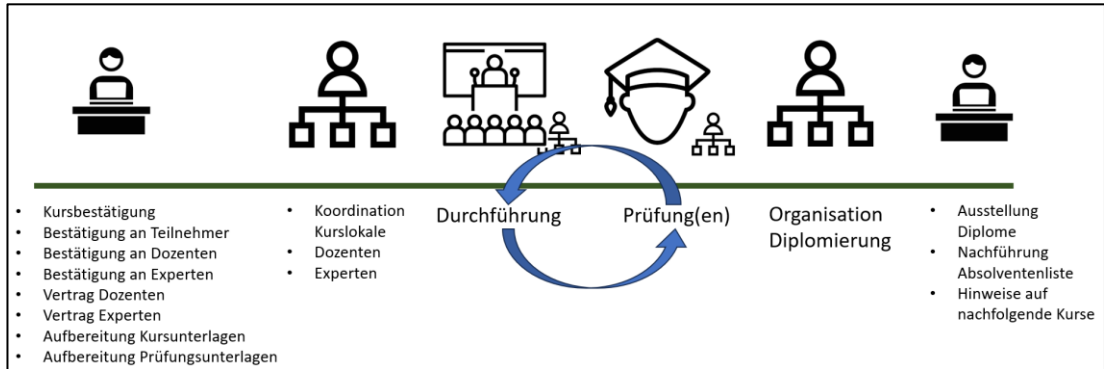 • Kursbestätigung
• Bestätigung an Teilnehmer
• Bestätigung an Dozenten
• Bestätigung an Experten
• Vertrag Dozenten
• Vertrag Experten
• Aufbereitung Kursunterlagen
• Aufbereitung Prüfungsunterlagen
• Koordination
Kurslokale
• Dozenten
• Experten
Durchführung
Prüfung(en)
Organisation
Diplomierung
• Ausstellung
Diplome
• Nachführung
Absolventenliste
• Hinweise auf
nachfolgende Kurse